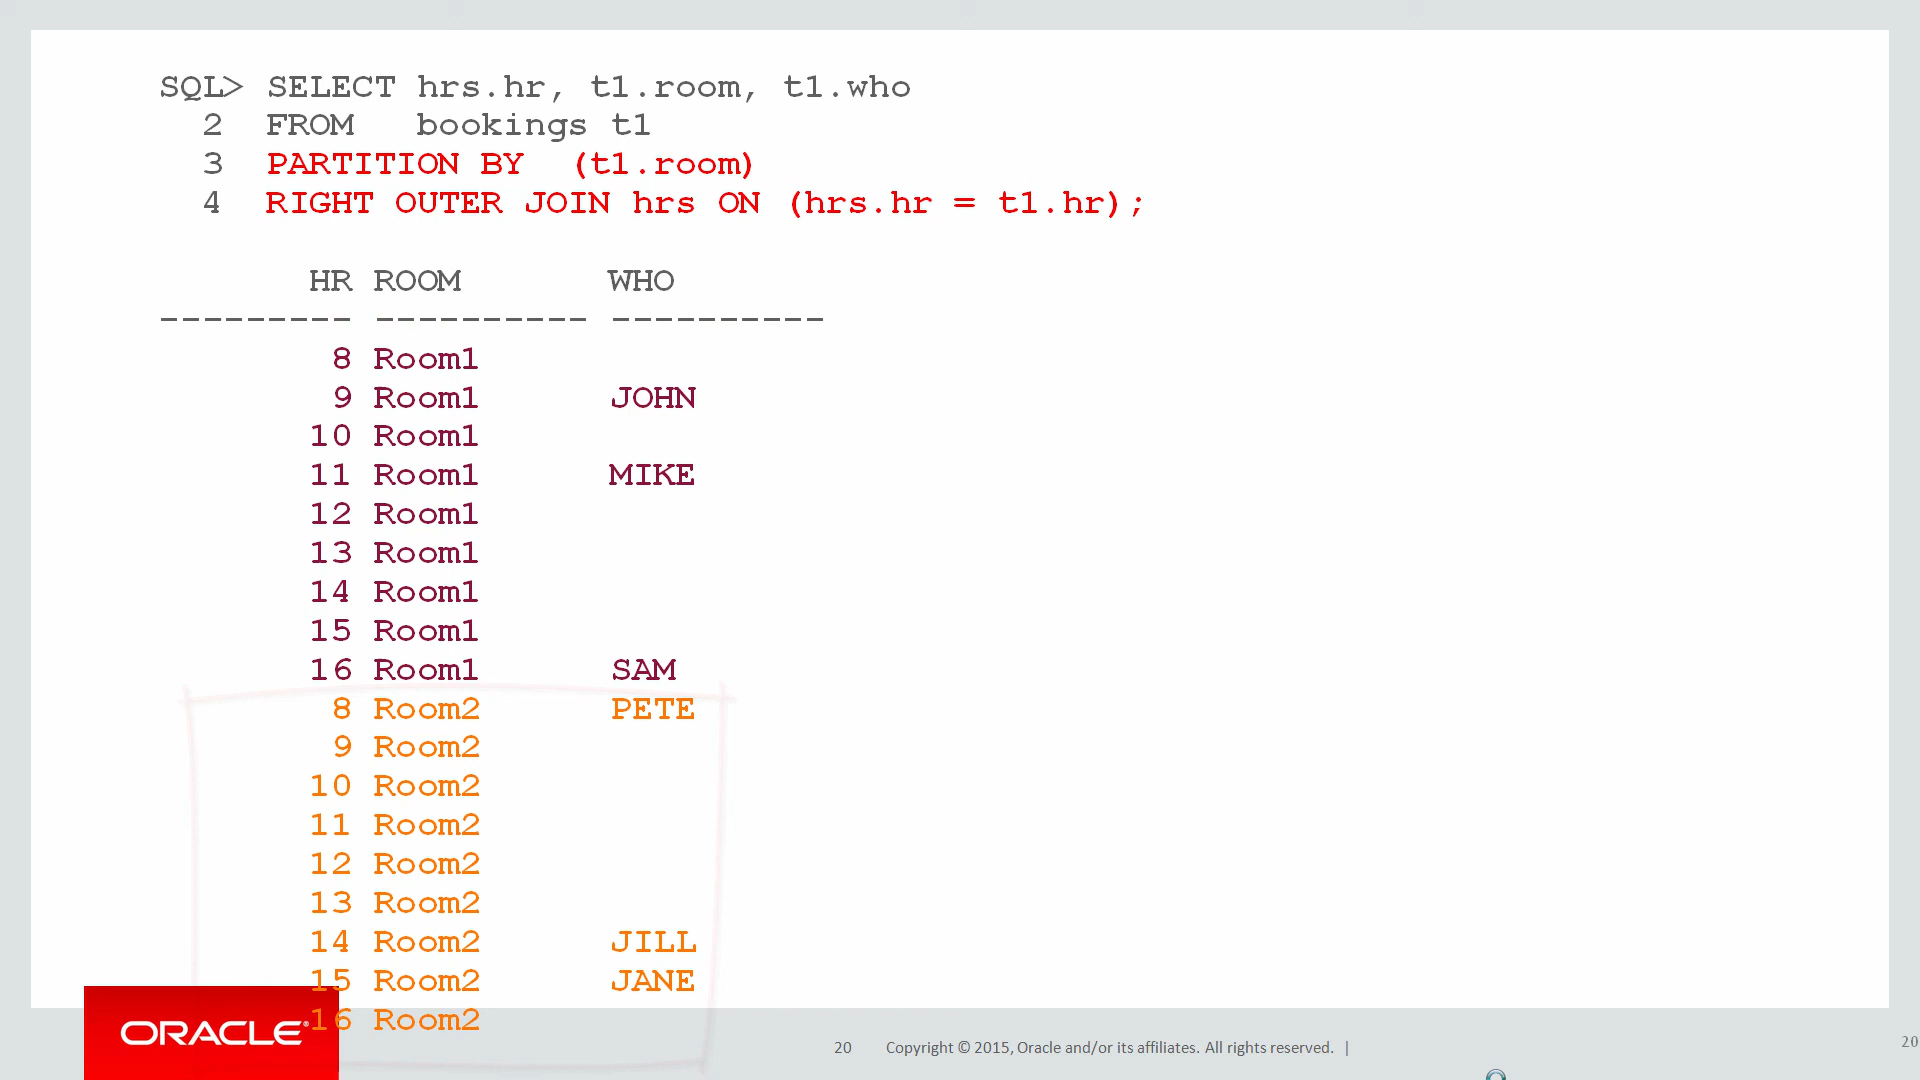 SQL> SELECT hrs.hr, t1.room, t1.who
2 FROM bookings t1
3 PARTITION BY (t1.room)
4 RIGHT OUTER JOIN hrs ON (hrs.hr = t1.hr);
HR ROOM WHO
--------- ---------- ----------
8 Room1
9 Room1 JOHN
10 Room1
11 Room1 MIKE
12 Room1
13 Room1
14 Room1
15 Room1
16 Room1 SAM
8 Room2 PETE
9 Room2
10 Room2
11 Room2
12 Room2
13 Room2
14 Room2 JILL
15 Room2 JANE
16 Room2
ORACLE®
20 Copyright © 2015, Oracle and/or its affiliates. All rights reserved. |
20